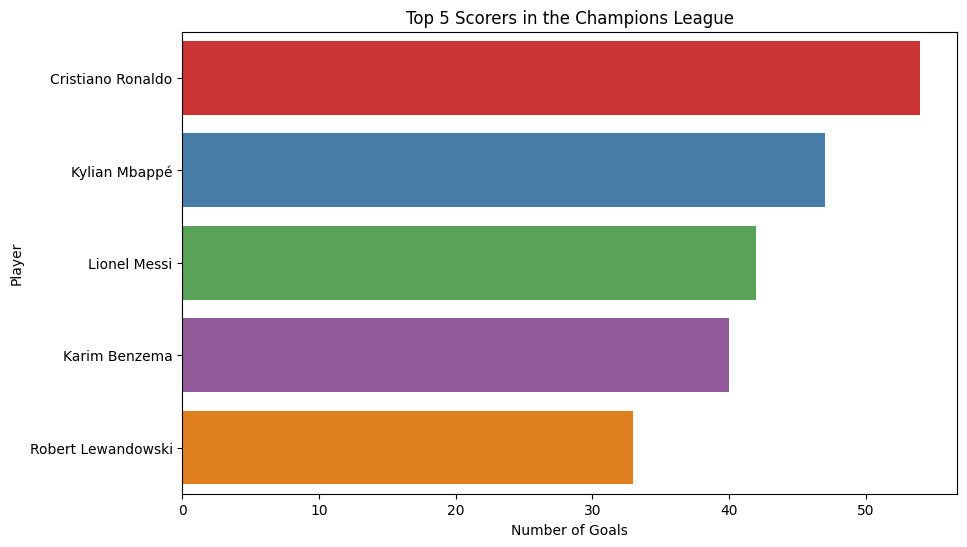 Top 5 Scorers in the Champions League
Player
Cristiano Ronaldo
Kylian Mbappé
Lionel Messi
Karim Benzema
Robert Lewandowski
0 10 20 30 40 50
Number of Goals